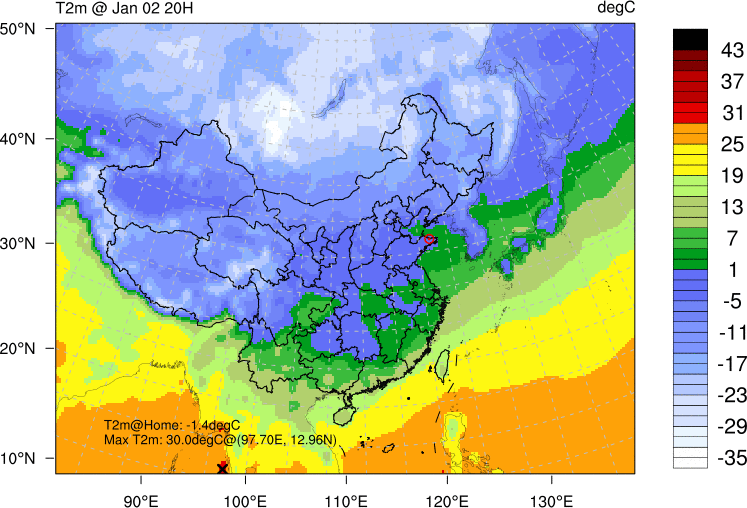 T2m @ Jan 02 20H
degC
50°N
40°N
30°N
20°N
10°N
T2m@Home: -1.4degC
Max T2m: 30.0degC@(97.70E, 12.96N)
90°E
100°E
110°E
120°E
130°E
43
37
31
25
19
13
7
1
-5
-11
-17
-23
-29
-35